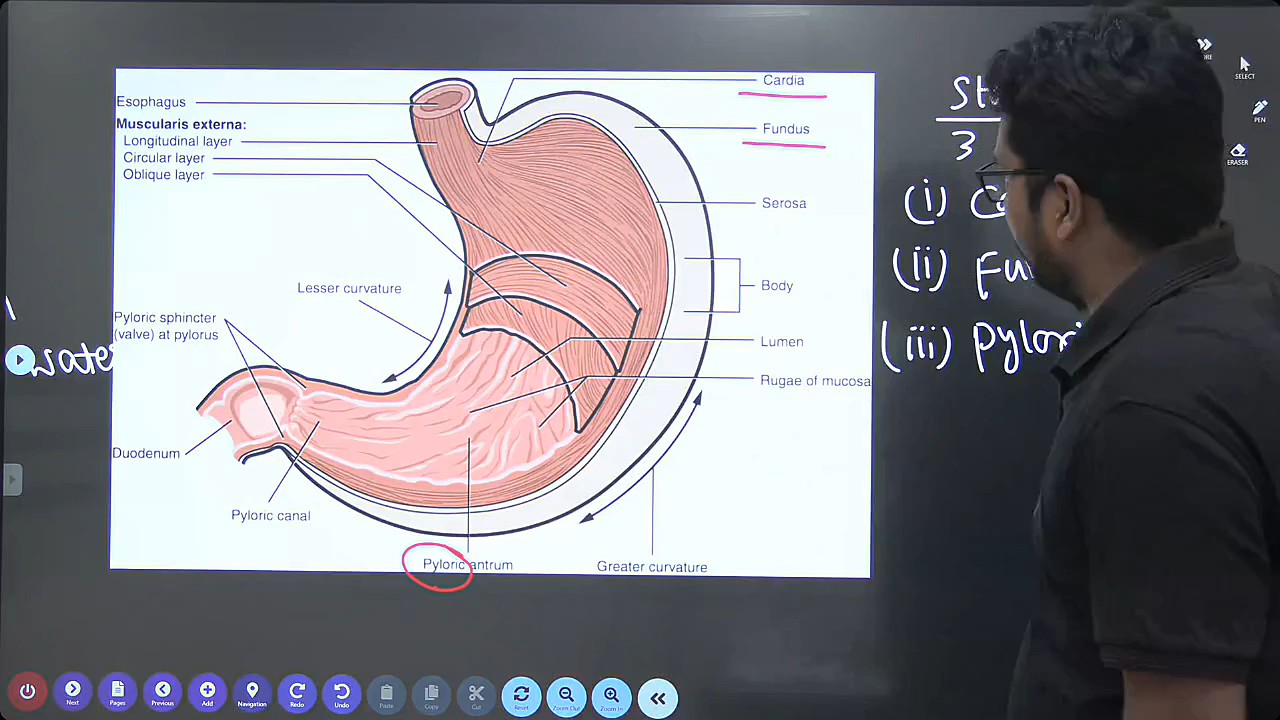 Esophagus
Muscularis externa:
Longitudinal layer
Circular layer
Oblique layer
Cardia
Fundus
Serosa
Body
Lumen
Rugae of mucosa
Lesser curvature
Pyloric sphincter
(valve) at pylorus
Duodenum
Pyloric canal
Pyloric antrum
Greater curvature
3
(i)
(ii)
(iii)
SELECT
PEN
ERASER
Next
Pages
Previous
Add
Navigation
Redo
Undo
Paste
Copy
Cut
Reset
Zoom Out
Zoom In